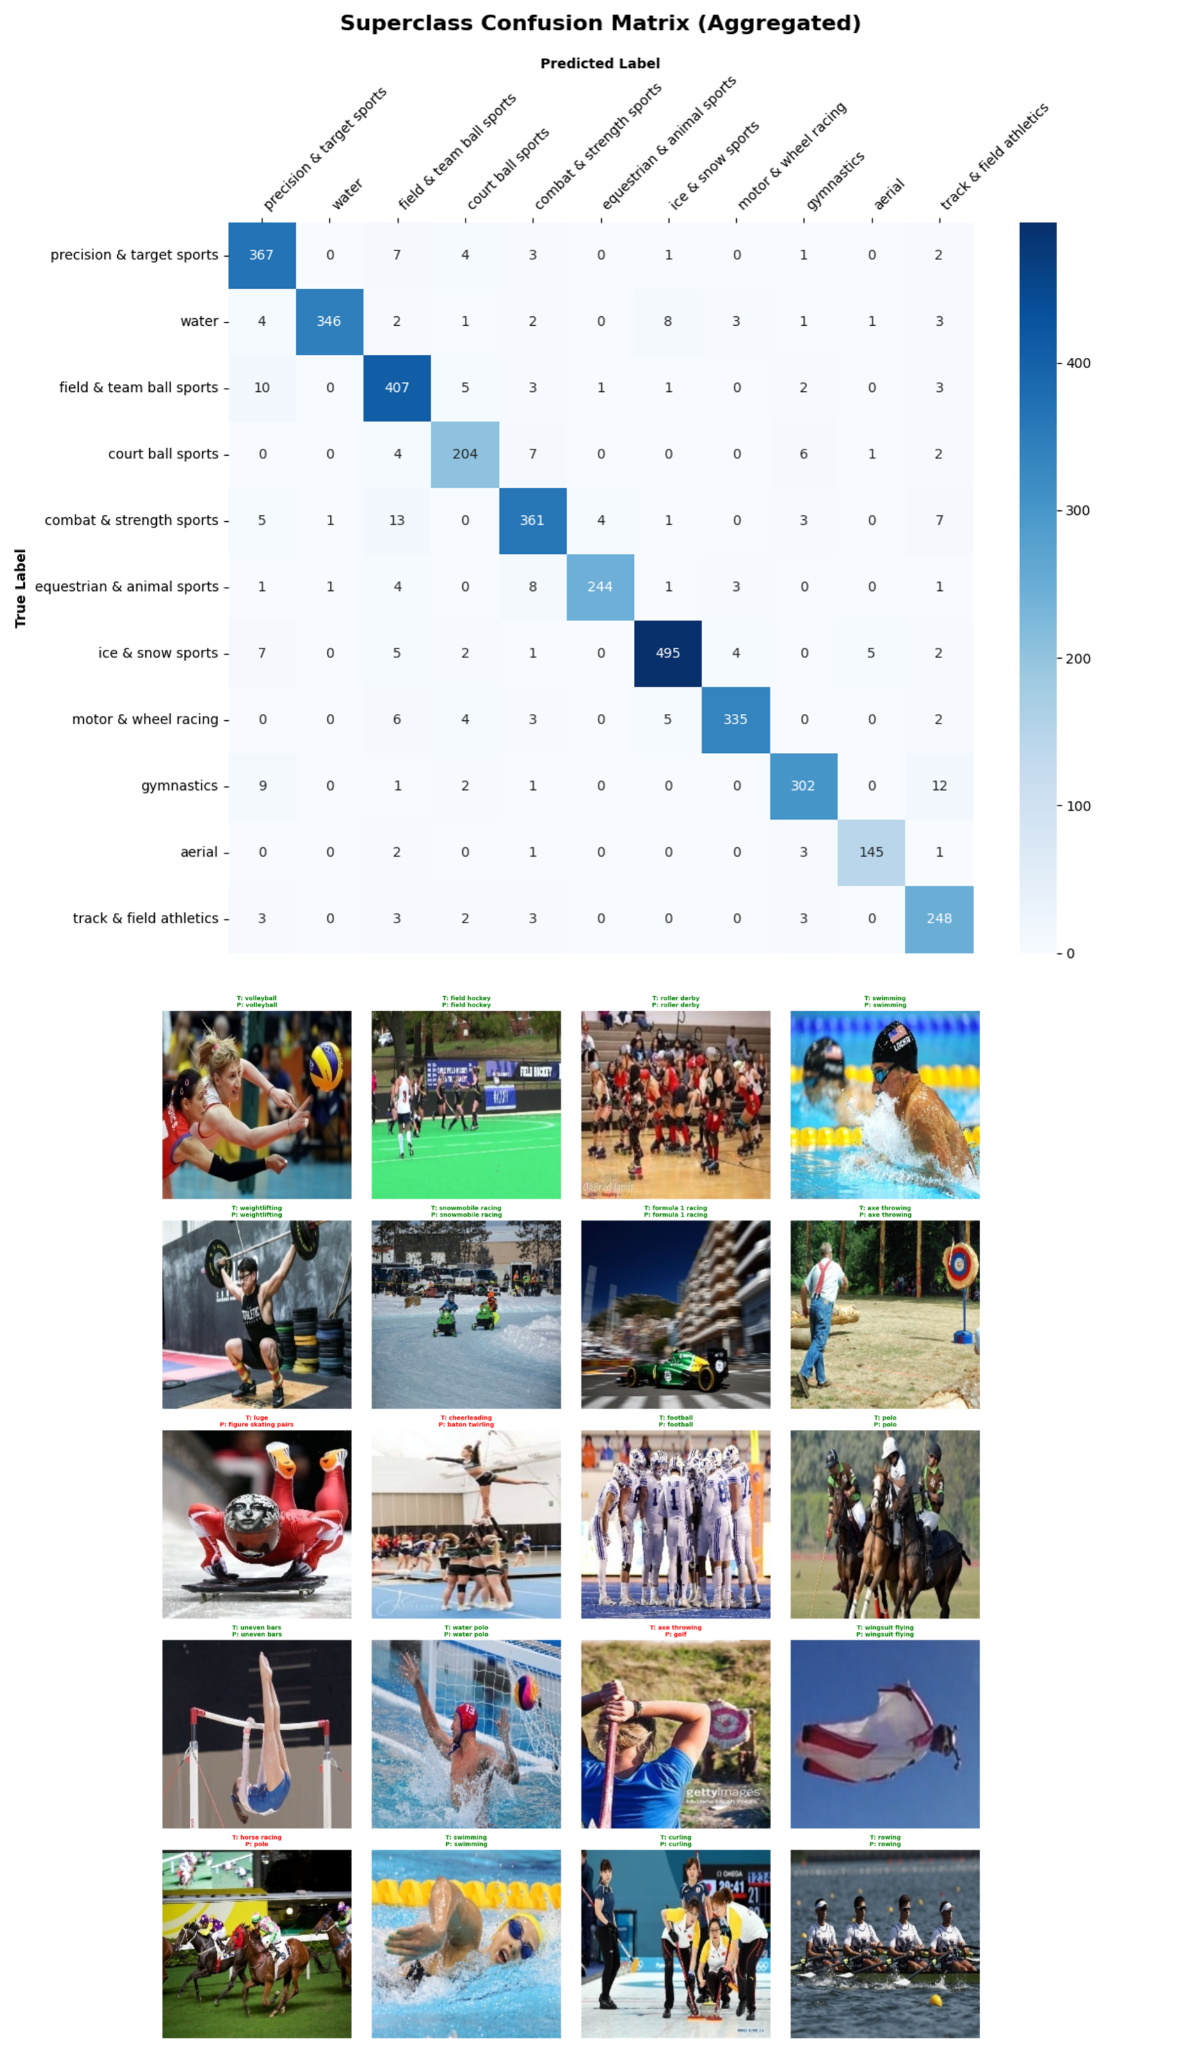 Superclass Confusion Matrix (Aggregated)
Predicted Label
precision & target sports
water
field & team ball sports
court ball sports
combat & strength sports
equestrian & animal sports
ice & snow sports
motor & wheel racing
gymnastics
aerial
track & field athletics
True Label
precision & target sports 367 0 7 4 3 0 1 0 1 0 2
water 4 346 2 1 2 0 8 3 1 1 3
field & team ball sports 10 0 407 5 3 1 1 0 2 0 3
court ball sports 0 0 4 204 7 0 0 0 6 1 2
combat & strength sports 5 1 13 0 361 4 1 0 3 0 7
equestrian & animal sports 1 1 4 0 8 244 1 3 0 0 1
ice & snow sports 7 0 5 2 1 0 495 4 0 5 2
motor & wheel racing 0 0 6 4 3 0 5 335 0 0 2
gymnastics 9 0 1 2 1 0 0 0 302 0 12
aerial 0 0 2 0 1 0 0 0 3 145 1
track & field athletics 3 0 3 2 3 0 0 0 3 0 248
400
300
200
100
0
T: volleyball
P: volleyball
T: field hockey
P: field hockey
FIELD HOCKEY
T: roller derby
P: roller derby
T: swimming
P: swimming
LOCHTE
T: weightlifting
P: weightlifting
T: snowmobile racing
P: snowmobile racing
T: formula 1 racing
P: formula 1 racing
T: axe throwing
P: axe throwing
T: luge
P: figure skating pairs
T: cheerleading
P: baton twirling
T: football
P: football
1
T: polo
P: polo
T: uneven bars
P: uneven bars
T: water polo
P: water polo
13
T: axe throwing
P: golf
gettyimages
T: wingsuit flying
P: wingsuit flying
T: horse racing
P: polo
T: swimming
P: swimming
T: curling
P: curling
OMEGA
21
T: rowing
P: rowing